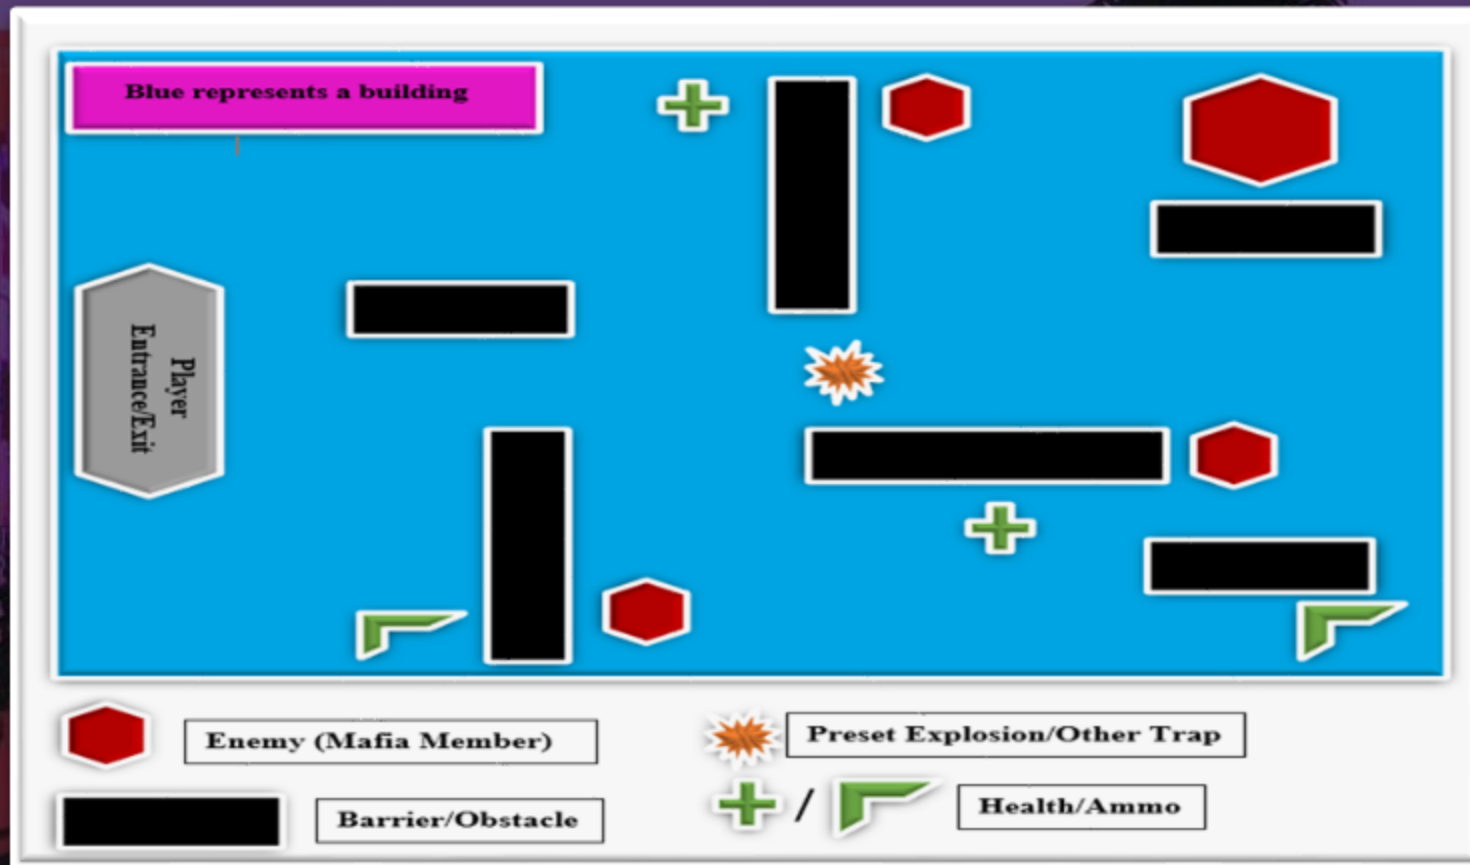 Blue represents a building
Player
Entrance/Exit
Enemy (Mafia Member)
Preset Explosion/Other Trap
Barrier/Obstacle
/
Health/Ammo